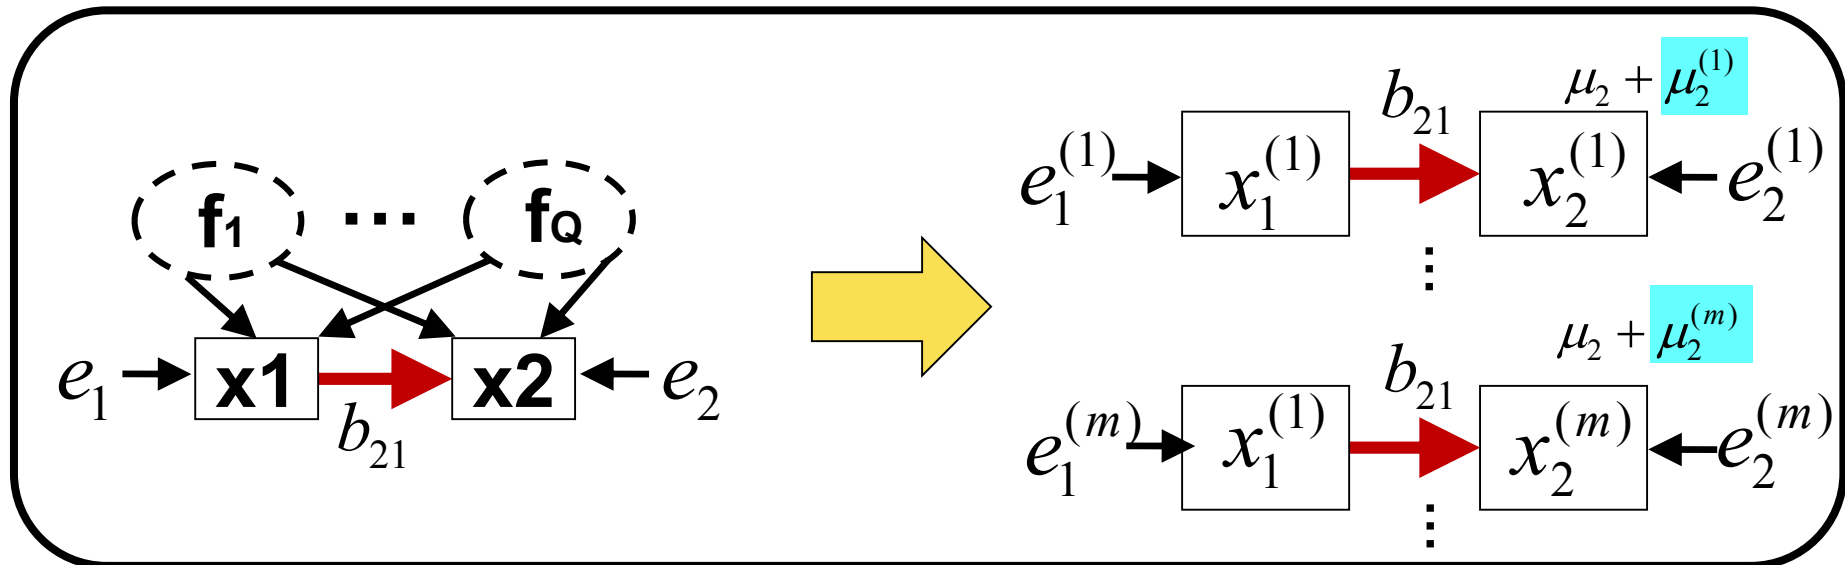 f₁ ... f_Q
e₁ x1 x2 e₂
b₂₁
μ₂ + μ₂⁽¹⁾
b₂₁
e₁⁽¹⁾ x₁⁽¹⁾ x₂⁽¹⁾ e₂⁽¹⁾
⋮
μ₂ + μ₂⁽ᵐ⁾
b₂₁
e₁⁽ᵐ⁾ x₁⁽¹⁾ x₂⁽ᵐ⁾ e₂⁽ᵐ⁾
⋮